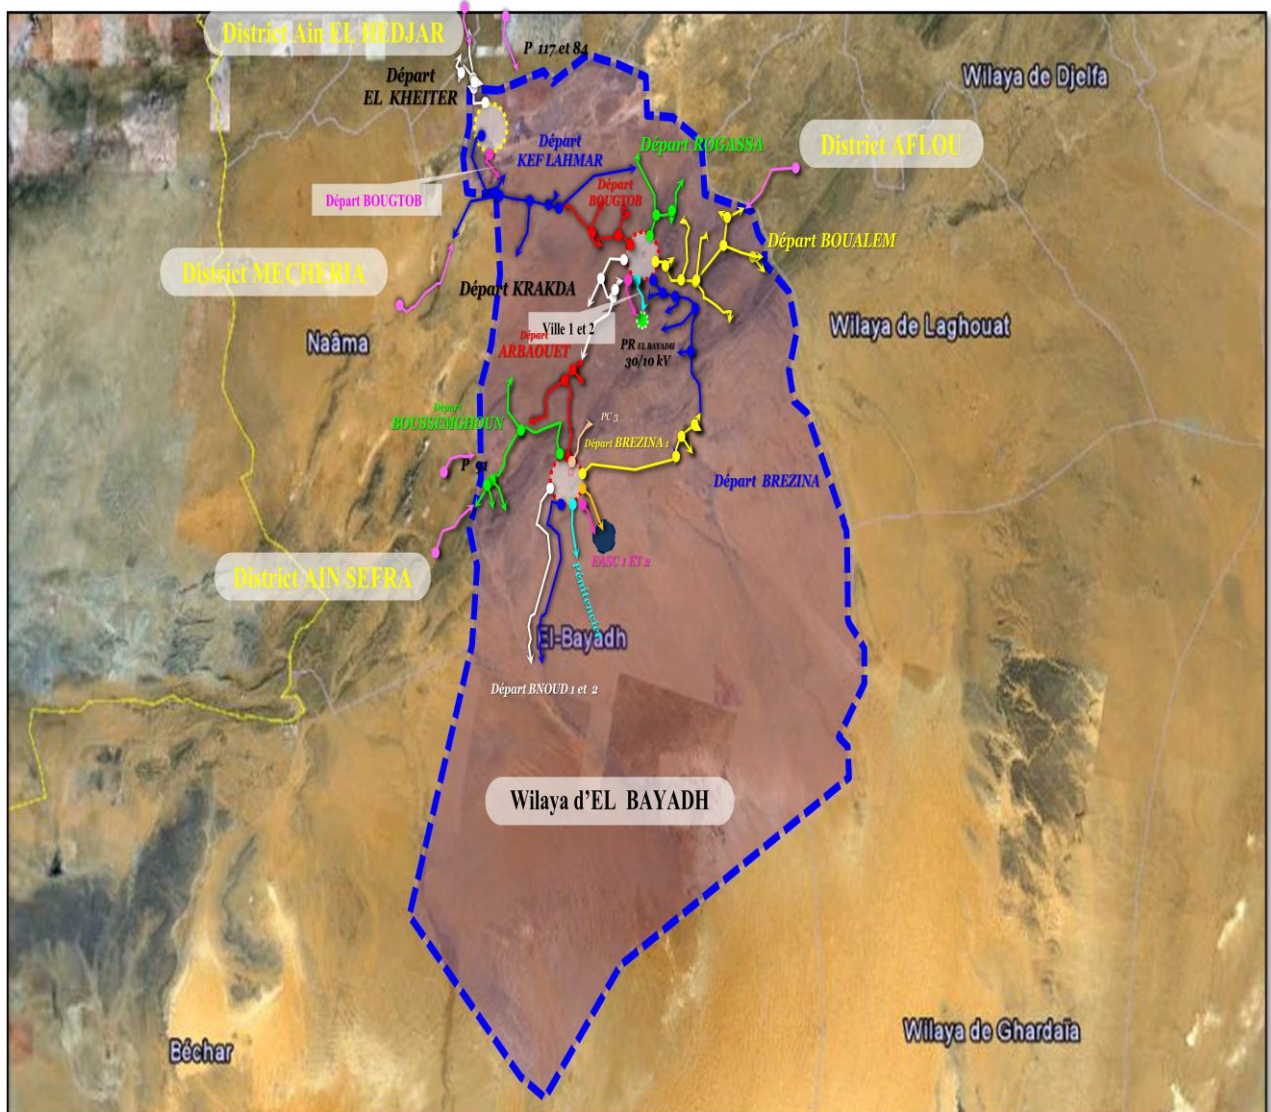 District Ain EL HEDJAR
P 117 et 84
Départ
EL KHEITER
Wilaya de Djelfa
Départ
KEF LAHMAR
Départ ROGASSA
District AFLOU
Départ BOUGTOB
Départ
BOUGTOB
Départ BOUALEM
District MECHERIA
Départ KRAKDA
Naâma
Ville 1 et 2
Wilaya de Laghouat
Départ
ARBAOUET
PR EL BAYADH
30/10 kV
Départ
BOUSSEMGHOUN
PC 3
Départ BREZINA 1
P 91
Départ BREZINA
EASC 1 ET 2
District AIN SEFRA
Pénitencier
El-Bayadh
Départ BNOUD 1 et 2
Wilaya d'EL BAYADH
Béchar
Wilaya de Ghardaïa